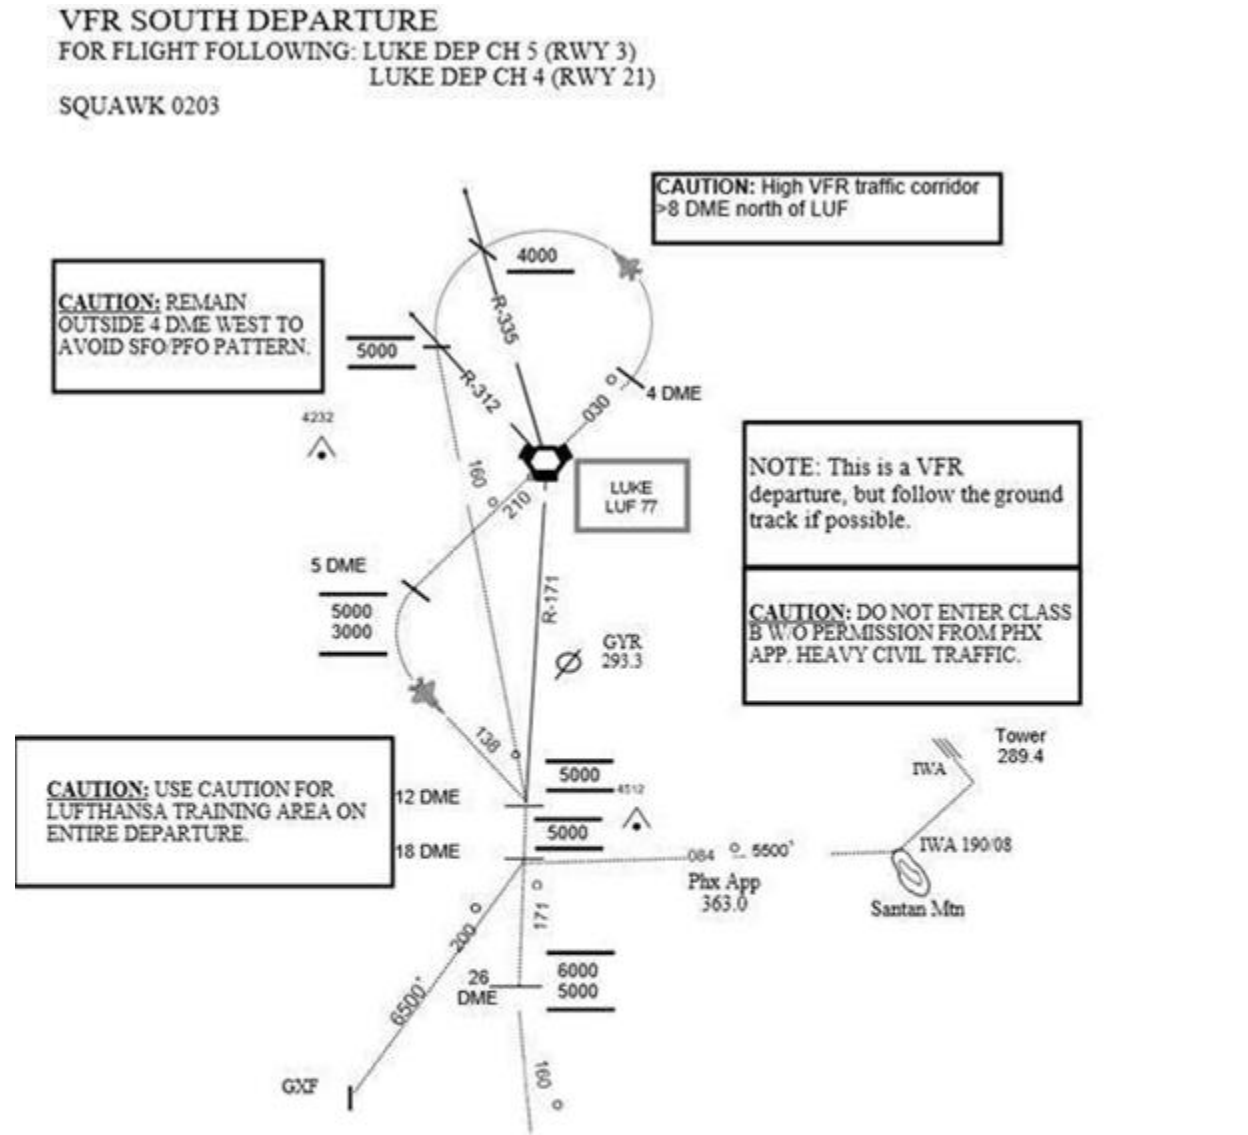 VFR SOUTH DEPARTURE
FOR FLIGHT FOLLOWING: LUKE DEP CH 5 (RWY 3)
LUKE DEP CH 4 (RWY 21)
SQUAWK 0203
CAUTION: High VFR traffic corridor
>8 DME north of LUF
4000
CAUTION: REMAIN
OUTSIDE 4 DME WEST TO
AVOID SFO/PFO PATTERN.
5000
R-335
R-312
030
4 DME
4232
160
210
LUKE
LUF 77
NOTE: This is a VFR
departure, but follow the ground
track if possible.
5 DME
5000
3000
R-171
GYR
293.3
CAUTION: DO NOT ENTER CLASS
B W/O PERMISSION FROM PHX
APP. HEAVY CIVIL TRAFFIC.
138
Tower
289.4
IWA
CAUTION: USE CAUTION FOR
LUFTHANSA TRAINING AREA ON
ENTIRE DEPARTURE.
12 DME
5000
4512
5000
18 DME
084
5500'
IWA 190/08
Phx App
363.0
Santan Mtn
171
200
6500'
26
DME
6000
5000
GXF
160